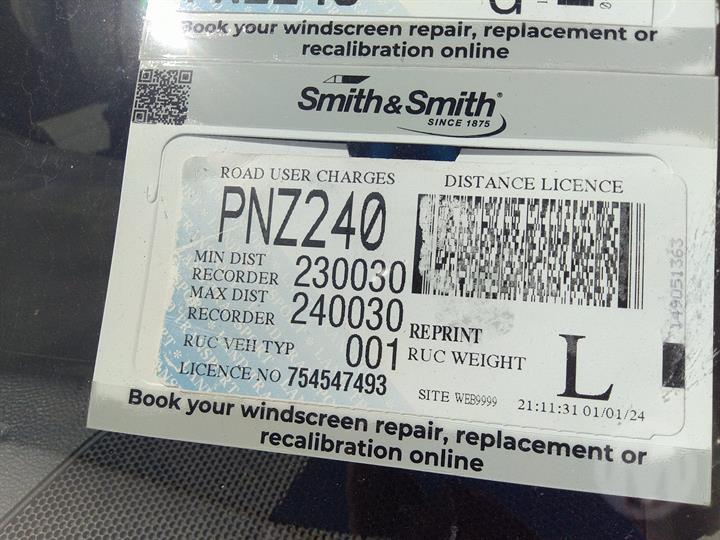 PNZ240
Book your windscreen repair, replacement or
recalibration online
Smith&Smith®
SINCE 1875
ROAD USER CHARGES
DISTANCE LICENCE
PNZ240
MIN DIST
RECORDER 230030
MAX DIST
RECORDER 240030
REPRINT
RUC VEH TYP 001
RUC WEIGHT L
LICENCE NO 754547493
SITE WEB9999 21:11:31 01/01/24
149051363
Book your windscreen repair, replacement or
recalibration online